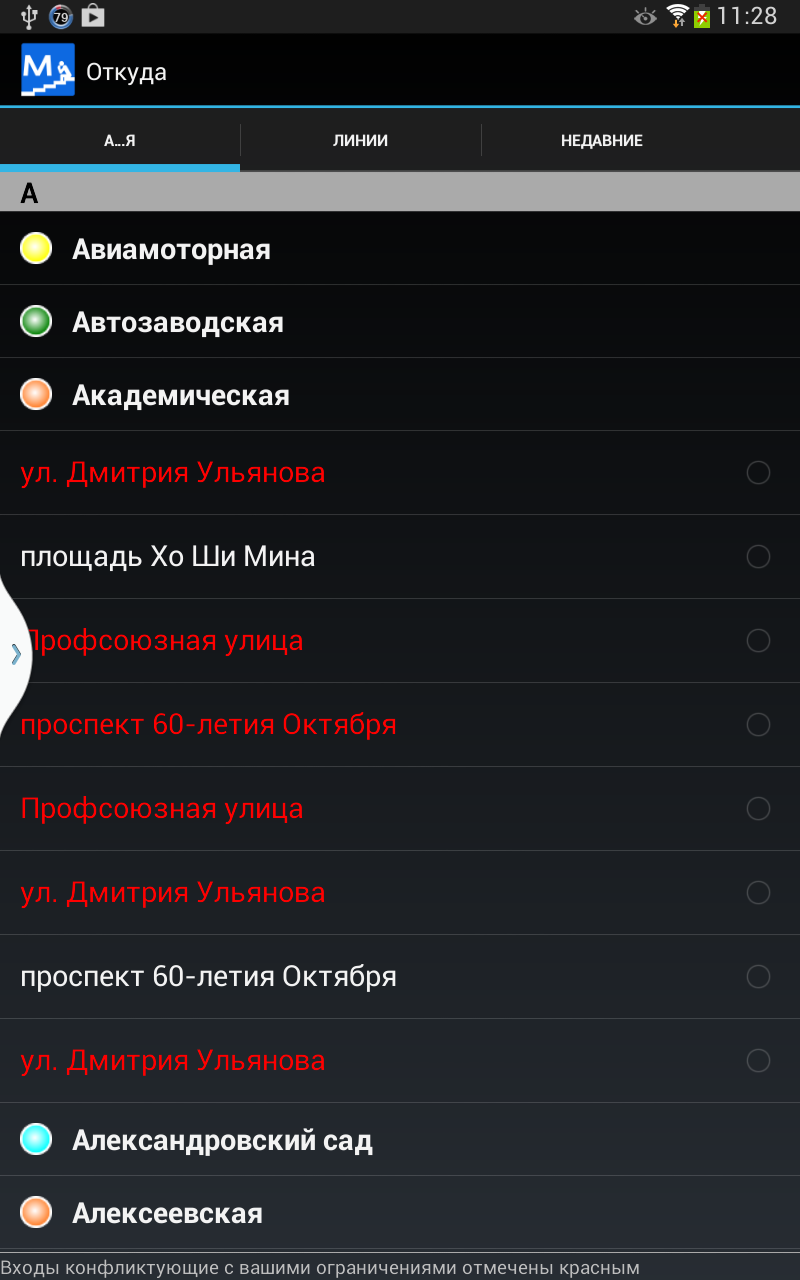 79
11:28
М
Откуда
А...Я
ЛИНИИ
НЕДАВНИЕ
А
Авиамоторная
Автозаводская
Академическая
ул. Дмитрия Ульянова
площадь Хо Ши Мина
Профсоюзная улица
проспект 60-летия Октября
Профсоюзная улица
ул. Дмитрия Ульянова
проспект 60-летия Октября
ул. Дмитрия Ульянова
Александровский сад
Алексеевская
Входы конфликтующие с вашими ограничениями отмечены красным